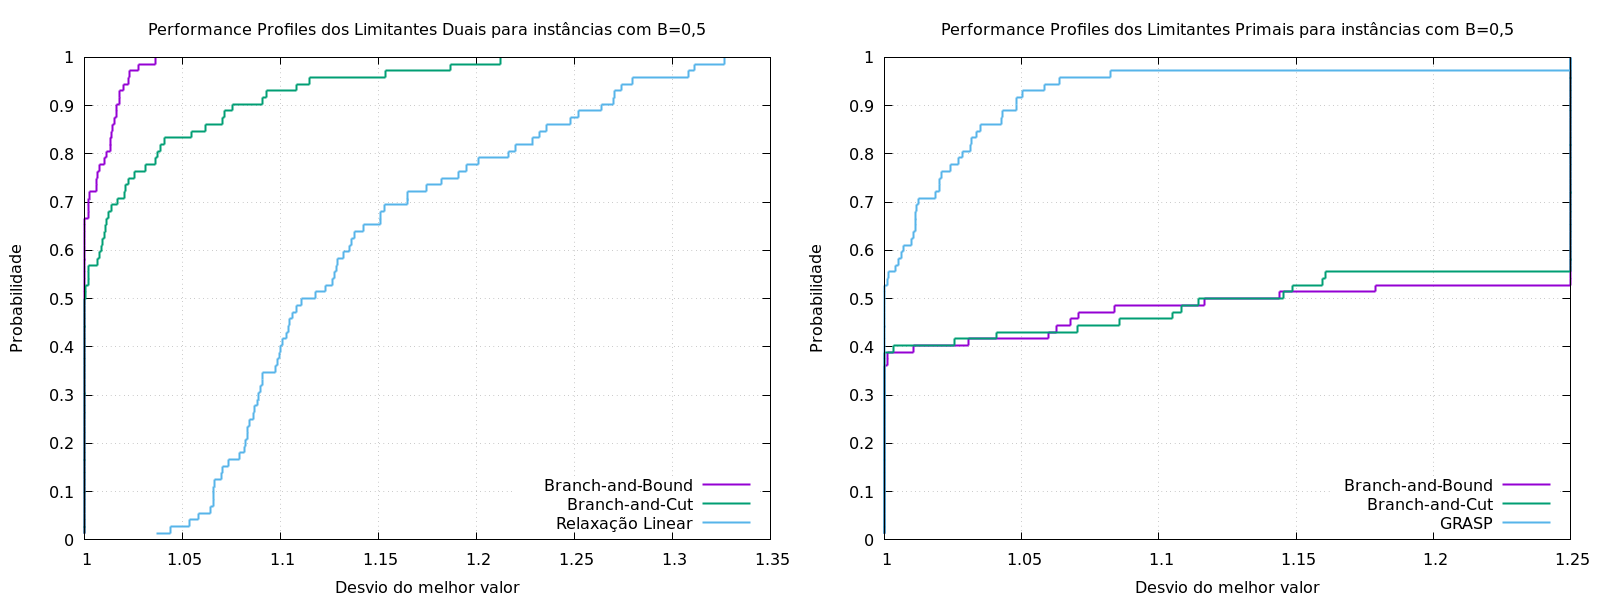 Performance Profiles dos Limitantes Duais para instâncias com B=0,5
1
0.9
0.8
0.7
0.6
0.5
0.4
0.3
0.2
0.1
0
Probabilidade
Branch-and-Bound
Branch-and-Cut
Relaxação Linear
1 1.05 1.1 1.15 1.2 1.25 1.3 1.35
Desvio do melhor valor
Performance Profiles dos Limitantes Primais para instâncias com B=0,5
1
0.9
0.8
0.7
0.6
0.5
0.4
0.3
0.2
0.1
0
Probabilidade
Branch-and-Bound
Branch-and-Cut
GRASP
1 1.05 1.1 1.15 1.2 1.25
Desvio do melhor valor